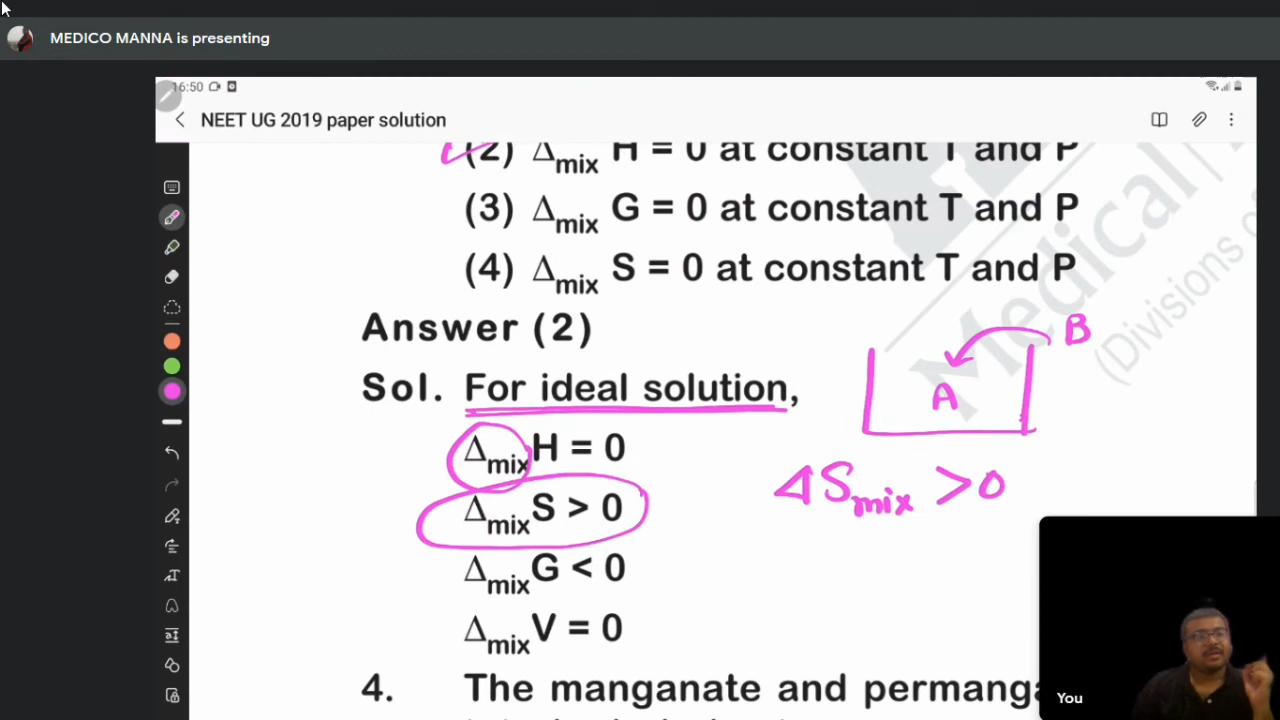 MEDICO MANNA is presenting
16:50
NEET UG 2019 paper solution
(2) Δmix H = 0 at constant T and P
(3) Δmix G = 0 at constant T and P
(4) Δmix S = 0 at constant T and P
Answer (2)
B
Sol. For ideal solution,
A
ΔmixH = 0
ΔmixS > 0
ΔSmix > 0
ΔmixG < 0
ΔmixV = 0
4. The manganate and
Medical
(Divisions
You